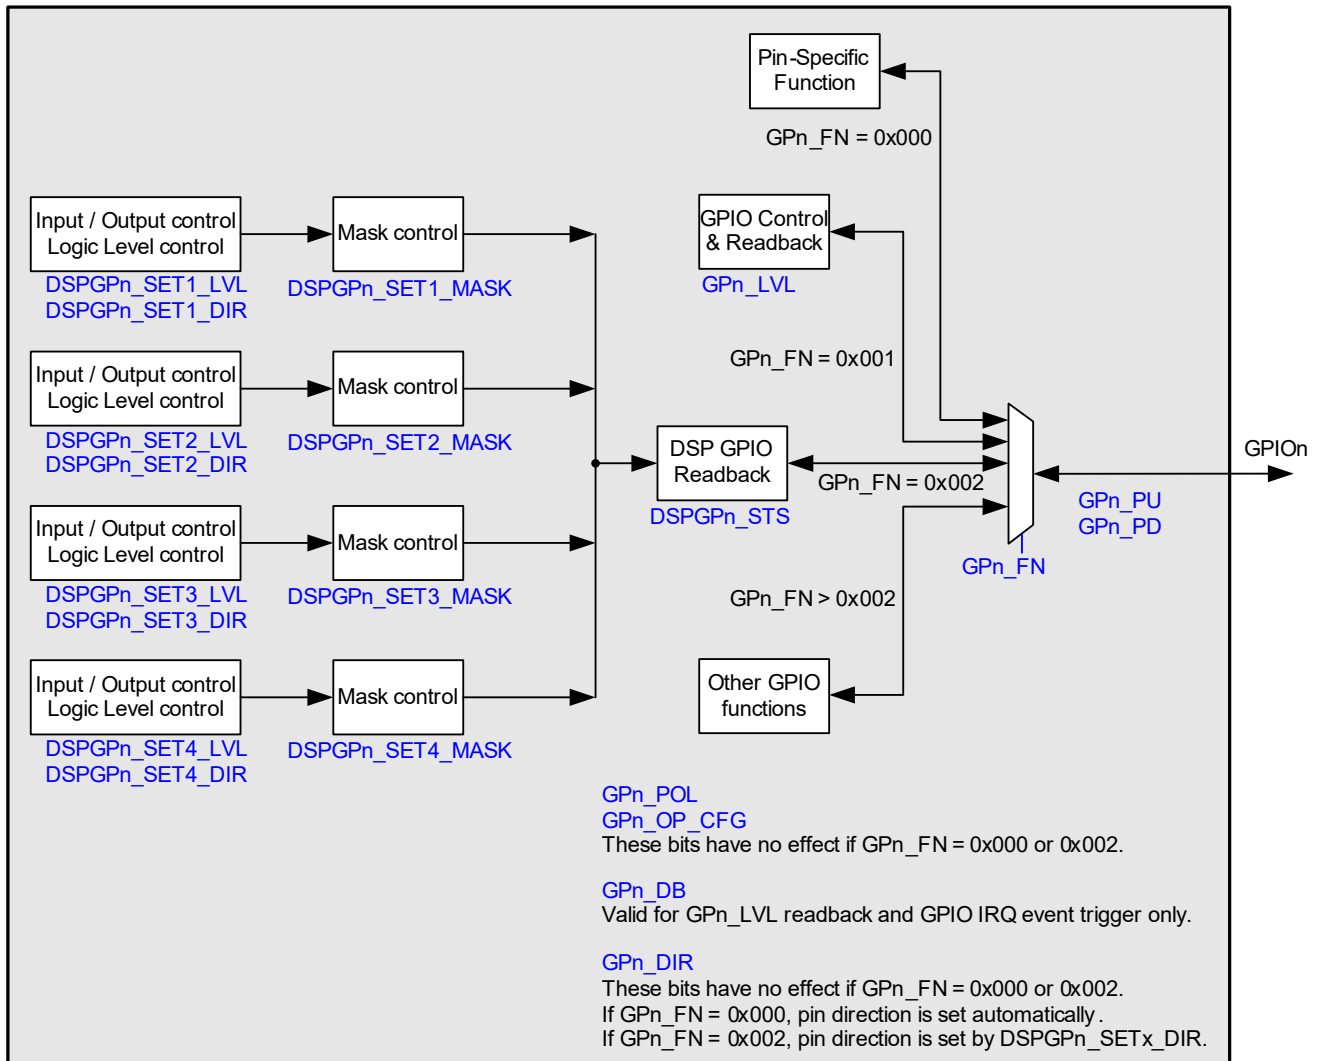 Pin-Specific
Function
GPn_FN = 0x000
Input / Output control
Logic Level control
DSPGPn_SET1_LVL
DSPGPn_SET1_DIR
Mask control
DSPGPn_SET1_MASK
GPIO Control
& Readback
GPn_LVL
GPn_FN = 0x001
Input / Output control
Logic Level control
DSPGPn_SET2_LVL
DSPGPn_SET2_DIR
Mask control
DSPGPn_SET2_MASK
DSP GPIO
Readback
DSPGPn_STS
GPn_FN = 0x002
GPn_FN
GPn_PU
GPn_PD
GPIOn
Input / Output control
Logic Level control
DSPGPn_SET3_LVL
DSPGPn_SET3_DIR
Mask control
DSPGPn_SET3_MASK
GPn_FN > 0x002
Input / Output control
Logic Level control
DSPGPn_SET4_LVL
DSPGPn_SET4_DIR
Mask control
DSPGPn_SET4_MASK
Other GPIO
functions
GPn_POL
GPn_OP_CFG
These bits have no effect if GPn_FN = 0x000 or 0x002.
GPn_DB
Valid for GPn_LVL readback and GPIO IRQ event trigger only.
GPn_DIR
These bits have no effect if GPn_FN = 0x000 or 0x002.
If GPn_FN = 0x000, pin direction is set automatically.
If GPn_FN = 0x002, pin direction is set by DSPGPn_SETx_DIR.